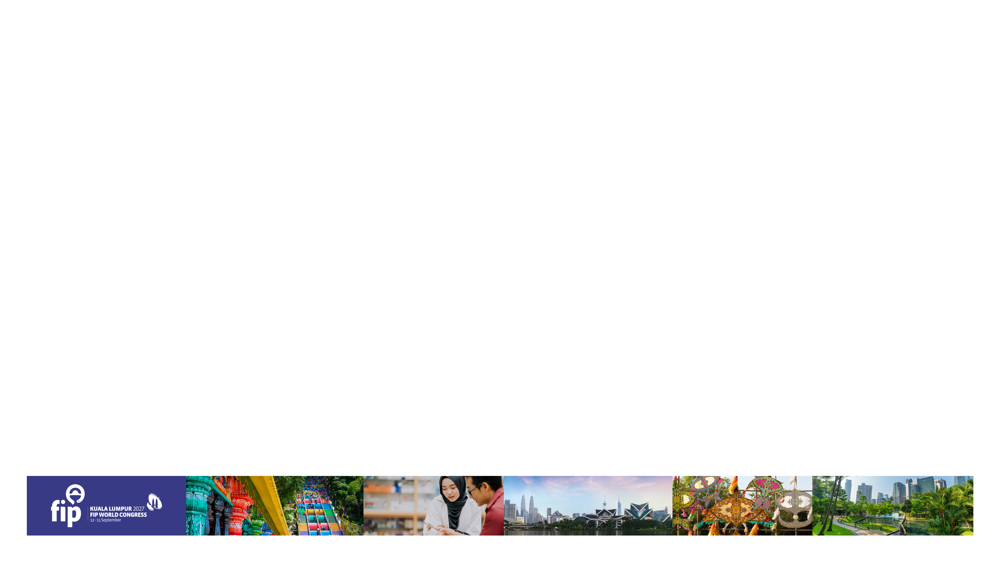 fip
KUALA LUMPUR 2027
FIP WORLD CONGRESS
12 - 15 September